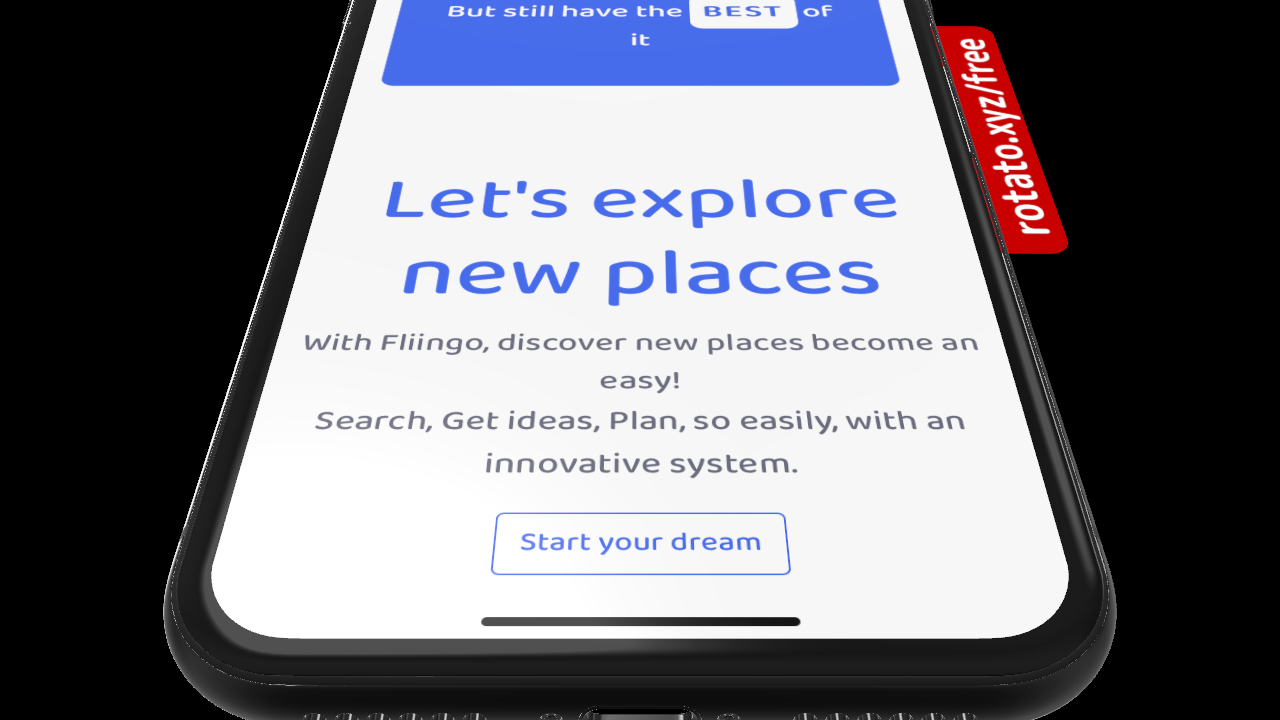 But still have the BEST of
it
rotato.xyz/free
Let's explore
new places
With Fliingo, discover new places become an
easy!
Search, Get ideas, Plan, so easily, with an
innovative system.
Start your dream